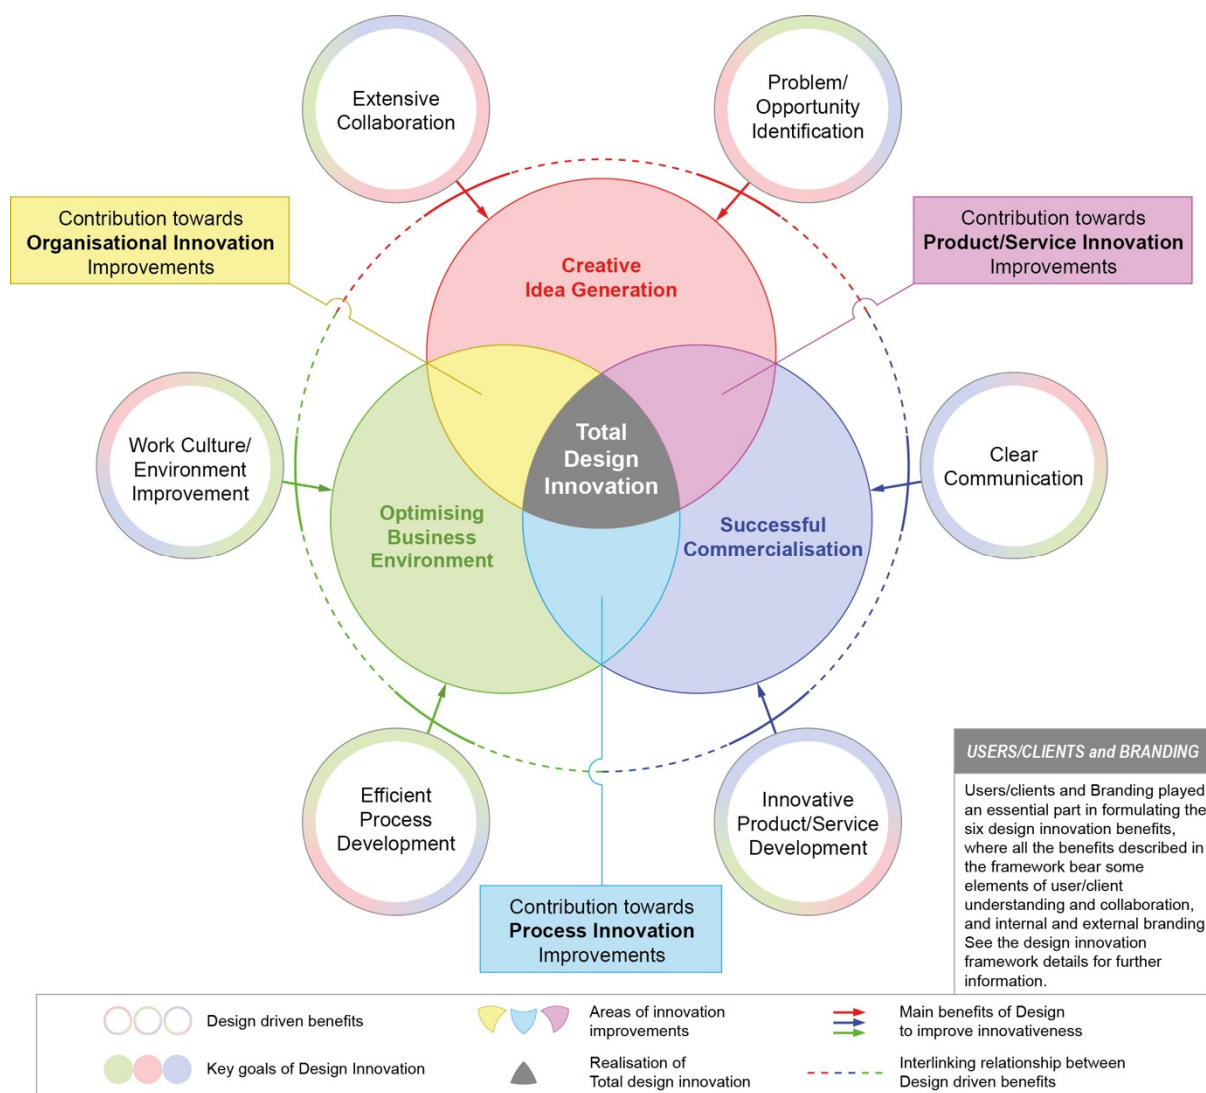 Extensive
Collaboration
Problem/
Opportunity
Identification
Contribution towards
Organisational Innovation
Improvements
Contribution towards
Product/Service Innovation
Improvements
Creative
Idea Generation
Work Culture/
Environment
Improvement
Total
Design
Innovation
Clear
Communication
Optimising
Business
Environment
Successful
Commercialisation
Efficient
Process
Development
Innovative
Product/Service
Development
Contribution towards
Process Innovation
Improvements
USERS/CLIENTS and BRANDING
Users/clients and Branding played
an essential part in formulating the
six design innovation benefits,
where all the benefits described in
the framework bear some
elements of user/client
understanding and collaboration,
and internal and external branding
See the design innovation
framework details for further
information.
Design driven benefits
Key goals of Design Innovation
Areas of innovation
improvements
Realisation of
Total design innovation
Main benefits of Design
to improve innovativeness
Interlinking relationship between
Design driven benefits